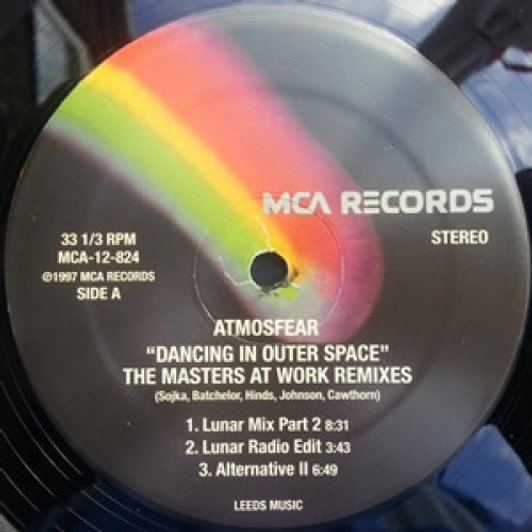 MCA RECORDS
33 1/3 RPM
STEREO
MCA-12-824
℗1997 MCA RECORDS
SIDE A
ATMOSFEAR
“DANCING IN OUTER SPACE”
THE MASTERS AT WORK REMIXES
(Sojka, Batchelor, Hinds, Johnson, Cawthorn)
1. Lunar Mix Part 2 8:31
2. Lunar Radio Edit 3:43
3. Alternative II 6:49
LEEDS MUSIC